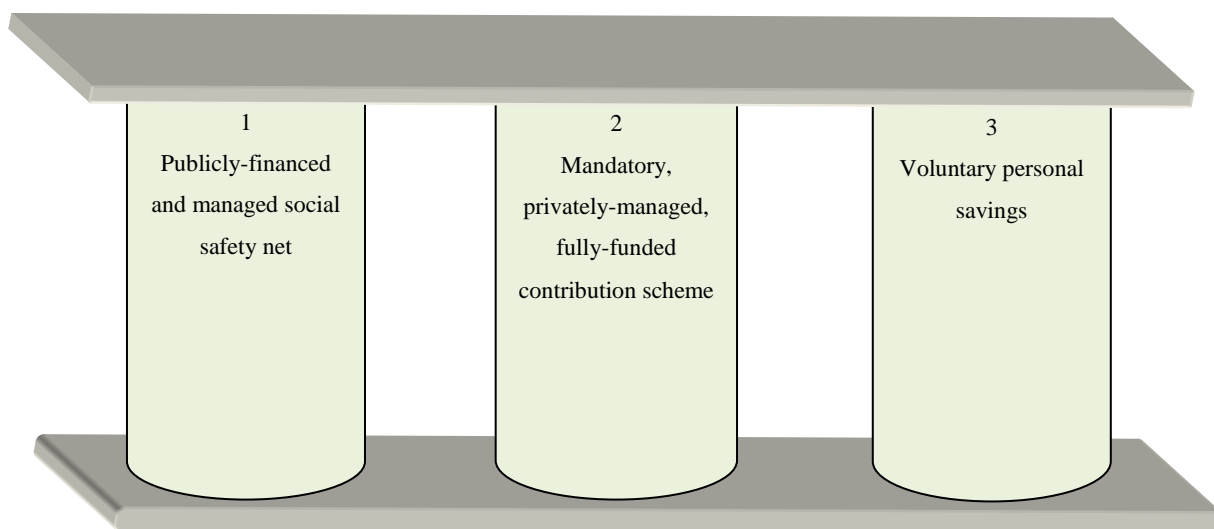 1
Publicly-financed
and managed social
safety net
2
Mandatory,
privately-managed,
fully-funded
contribution scheme
3
Voluntary personal
savings